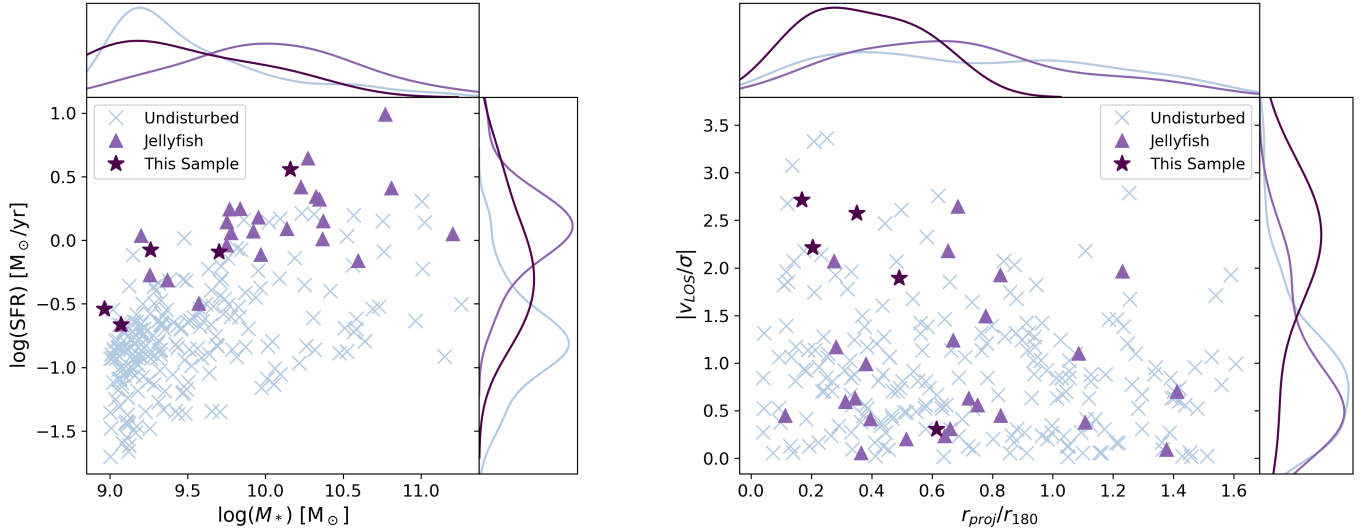 1.0
0.5
0.0
−0.5
−1.0
−1.5
log(SFR) [M⊙/yr]
Undisturbed
Jellyfish
This Sample
9.0 9.5 10.0 10.5 11.0
log(M*) [M⊙]
3.5
3.0
2.5
2.0
1.5
1.0
0.5
0.0
|vLOS/σ|
Undisturbed
Jellyfish
This Sample
0.0 0.2 0.4 0.6 0.8 1.0 1.2 1.4 1.6
rproj/r180